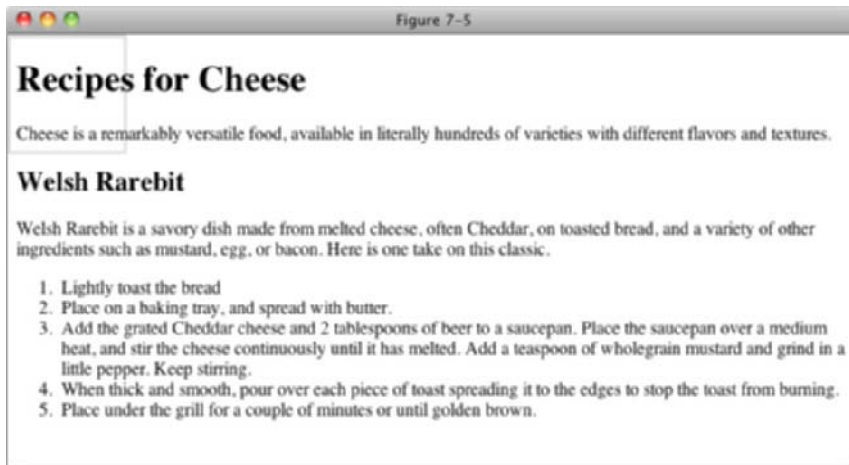 Figure 7-5
Recipes for Cheese
Cheese is a remarkably versatile food, available in literally hundreds of varieties with different flavors and textures.
Welsh Rarebit
Welsh Rarebit is a savory dish made from melted cheese, often Cheddar, on toasted bread, and a variety of other
ingredients such as mustard, egg, or bacon. Here is one take on this classic.
1. Lightly toast the bread
2. Place on a baking tray, and spread with butter.
3. Add the grated Cheddar cheese and 2 tablespoons of beer to a saucepan. Place the saucepan over a medium
heat, and stir the cheese continuously until it has melted. Add a teaspoon of wholegrain mustard and grind in a
little pepper. Keep stirring.
4. When thick and smooth, pour over each piece of toast spreading it to the edges to stop the toast from burning.
5. Place under the grill for a couple of minutes or until golden brown.